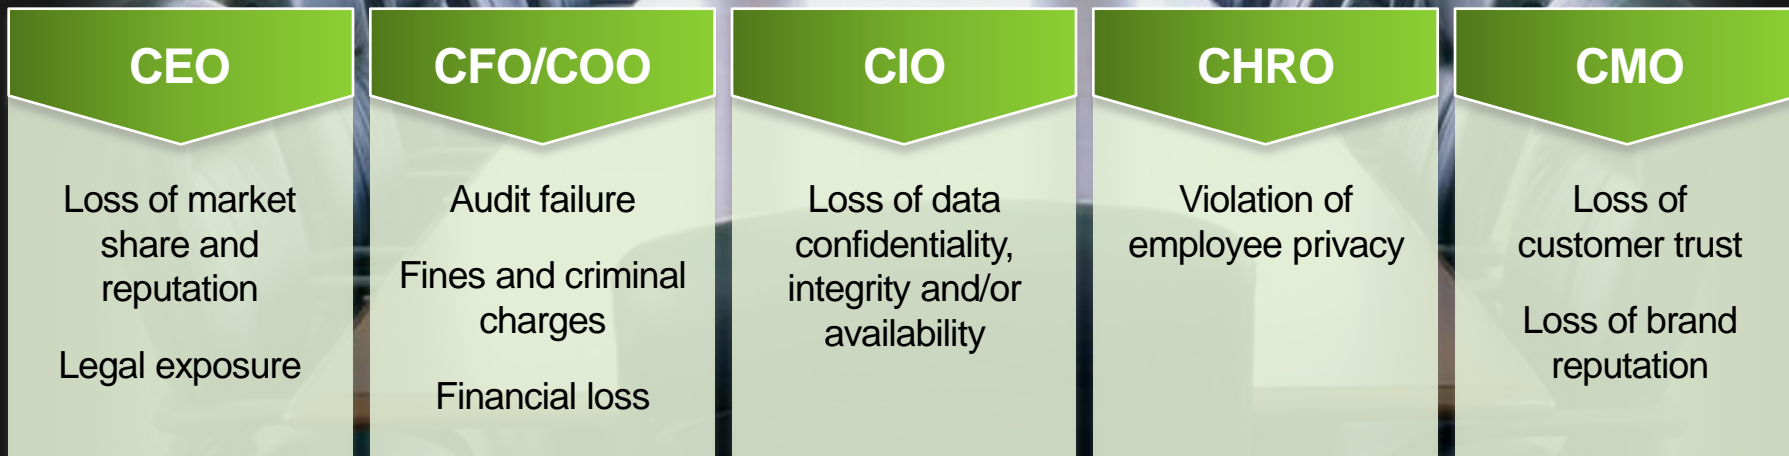 CEO
Loss of market
share and
reputation
Legal exposure
CFO/COO
Audit failure
Fines and criminal
charges
Financial loss
CIO
Loss of data
confidentiality,
integrity and/or
availability
CHRO
Violation of
employee privacy
CMO
Loss of
customer trust
Loss of brand
reputation